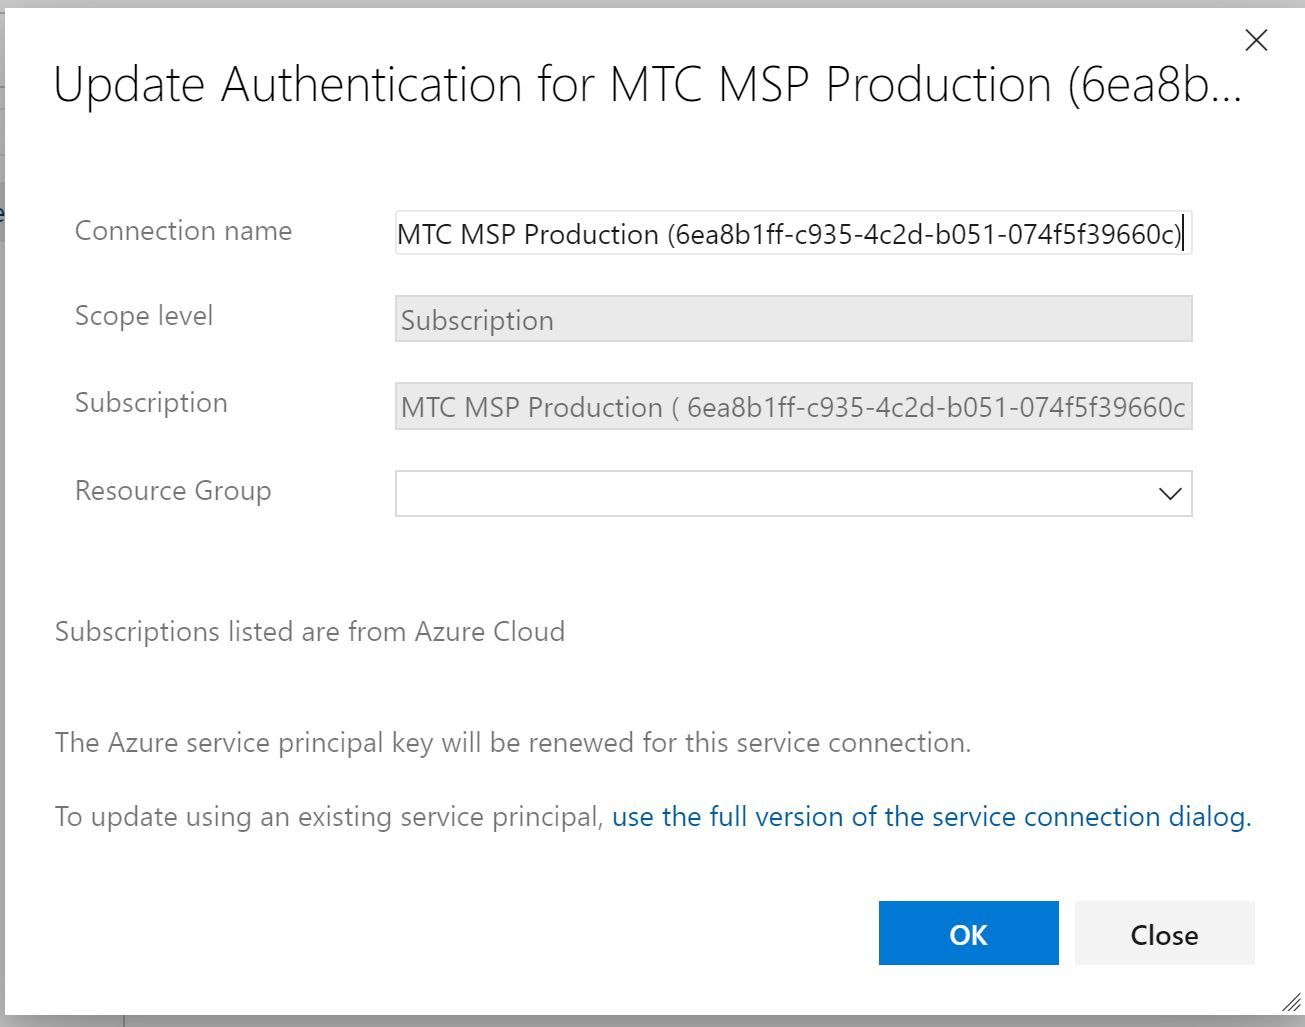 Update Authentication for MTC MSP Production (6ea8b...
Connection name
MTC MSP Production (6ea8b1ff-c935-4c2d-b051-074f5f39660c)
Scope level
Subscription
Subscription
MTC MSP Production ( 6ea8b1ff-c935-4c2d-b051-074f5f39660c
Resource Group
Subscriptions listed are from Azure Cloud
The Azure service principal key will be renewed for this service connection.
To update using an existing service principal, use the full version of the service connection dialog.
OK
Close